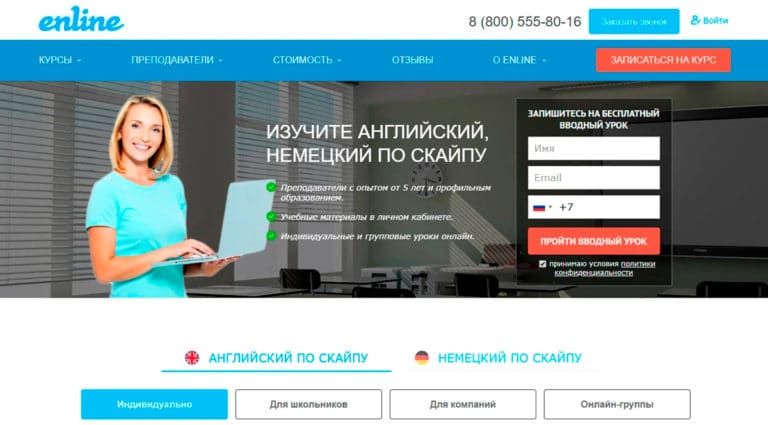 enline
8 (800) 555-80-16
Заказать звонок
Войти
КУРСЫ
ПРЕПОДАВАТЕЛИ
СТОИМОСТЬ
ОТЗЫВЫ
О ENLINE
ЗАПИСАТЬСЯ НА КУРС
ИЗУЧИТЕ АНГЛИЙСКИЙ,
НЕМЕЦКИЙ ПО СКАЙПУ
Преподаватели с опытом от 5 лет и профильным
образованием.
Учебные материалы в личном кабинете.
Индивидуальные и групповые уроки онлайн.
ЗАПИШИТЕСЬ НА БЕСПЛАТНЫЙ
ВВОДНЫЙ УРОК
Имя
Email
+7
ПРОЙТИ ВВОДНЫЙ УРОК
принимаю условия политики
конфиденциальности
АНГЛИЙСКИЙ ПО СКАЙПУ
НЕМЕЦКИЙ ПО СКАЙПУ
Индивидуально
Для школьников
Для компаний
Онлайн-группы